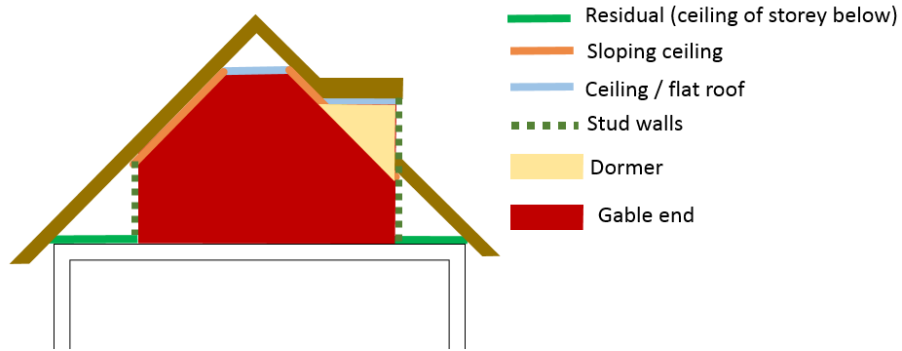 Residual (ceiling of storey below)
Sloping ceiling
Ceiling / flat roof
Stud walls
Dormer
Gable end